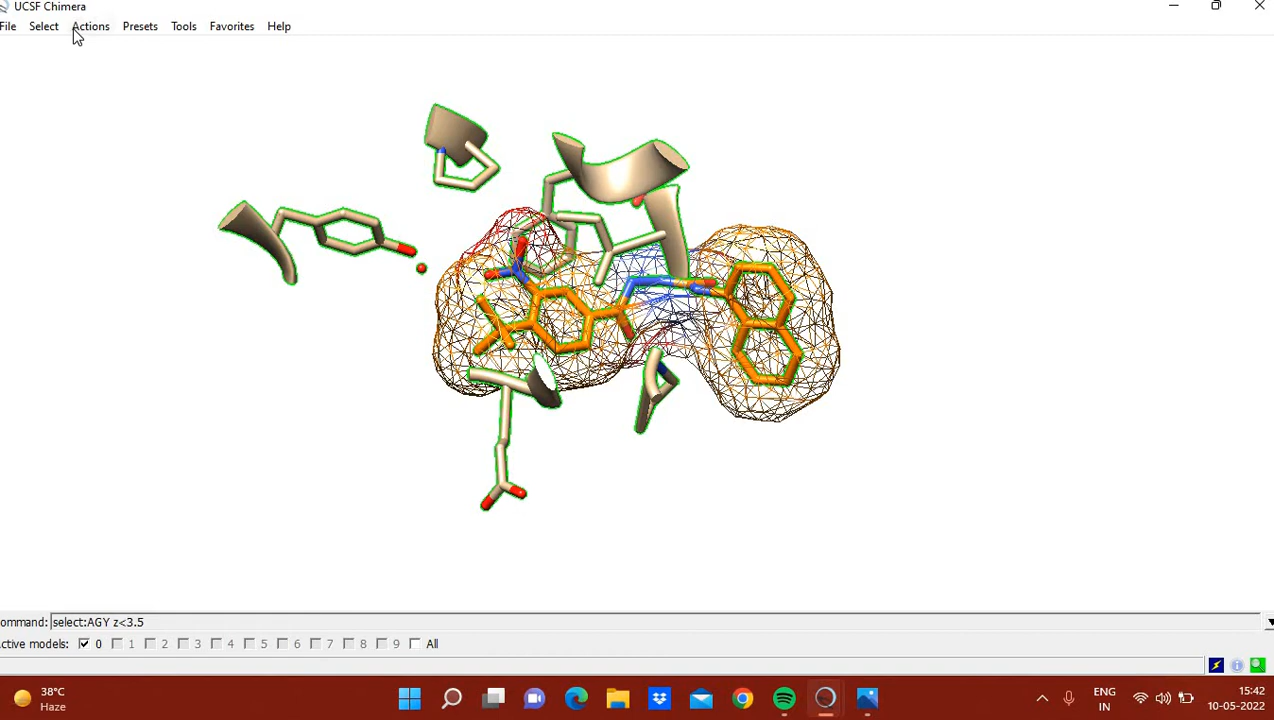 UCSF Chimera
File Select Actions Presets Tools Favorites Help
ommand: select:AGY z<3.5
ctive models: 0 1 2 3 4 5 6 7 8 9 All
38°C
Haze
ENG
IN
15:42
10-05-2022